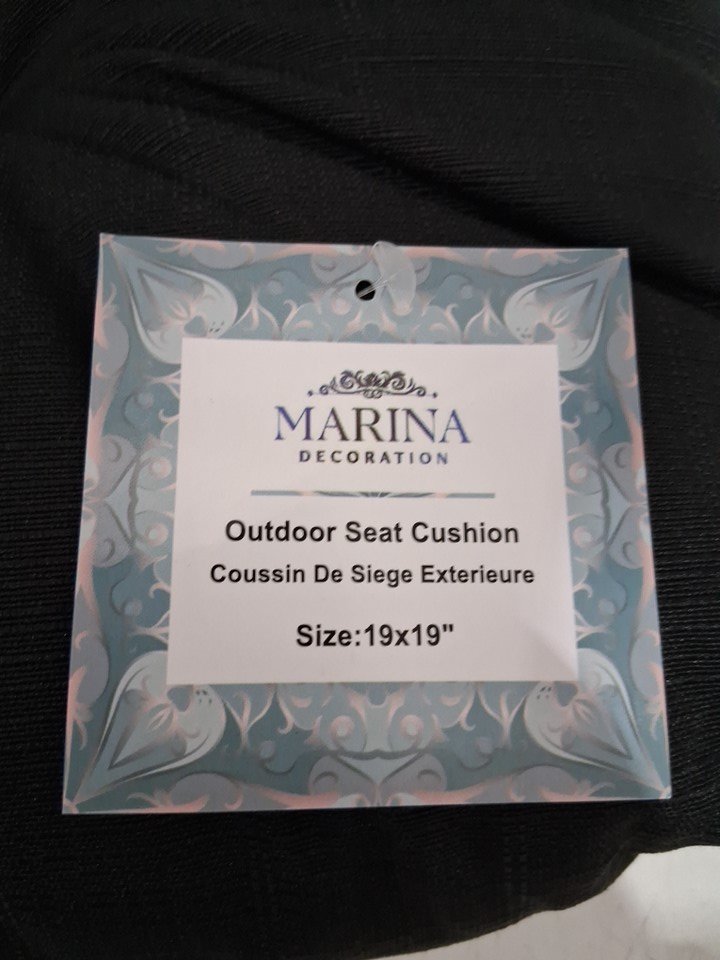 MARINA
DECORATION
Outdoor Seat Cushion
Coussin De Siege Exterieure
Size:19x19"